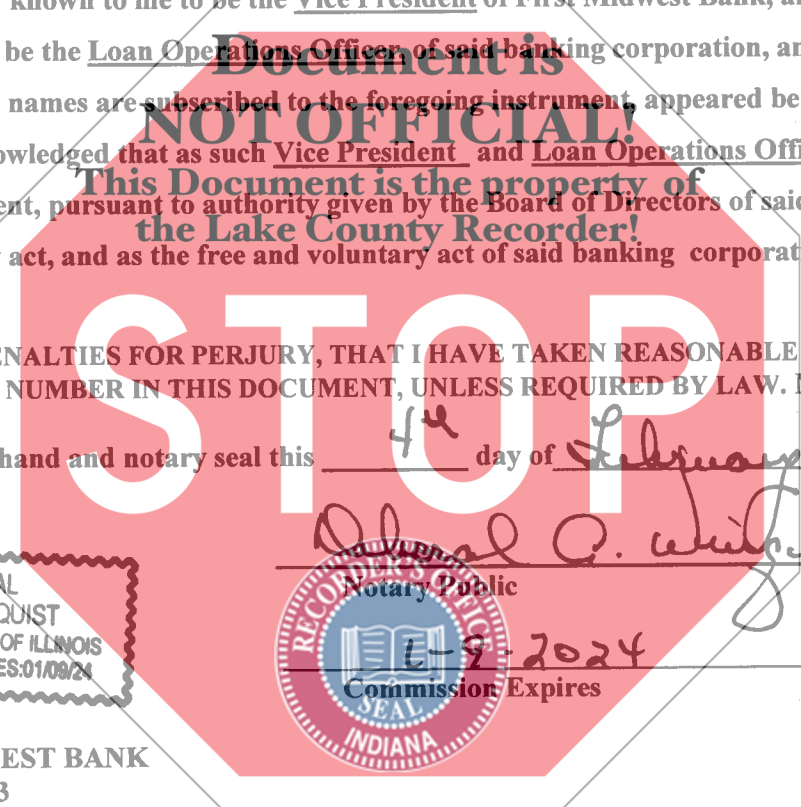 known to me to be the Vice President of First Midwest Bank, an
be the Loan Operations Officer, of said banking corporation, an
Document is
names are subscribed to the foregoing instrument, appeared be
NOT OFFICIAL!
owledged that as such Vice President and Loan Operations Offi
This Document is the property of
ent, pursuant to authority given by the Board of Directors of said
the Lake County Recorder!
act, and as the free and voluntary act of said banking corporati
STOP
ENALTIES FOR PERJURY, THAT I HAVE TAKEN REASONABLE
NUMBER IN THIS DOCUMENT, UNLESS REQUIRED BY LAW.
hand and notary seal this 4th day of February
Notary Public
AL
QUIST
OF ILLINOIS
ES:01/09/24
1-9-2024
Commission Expires
RECORDER'S OFFICE
SEAL
INDIANA
EST BANK
3